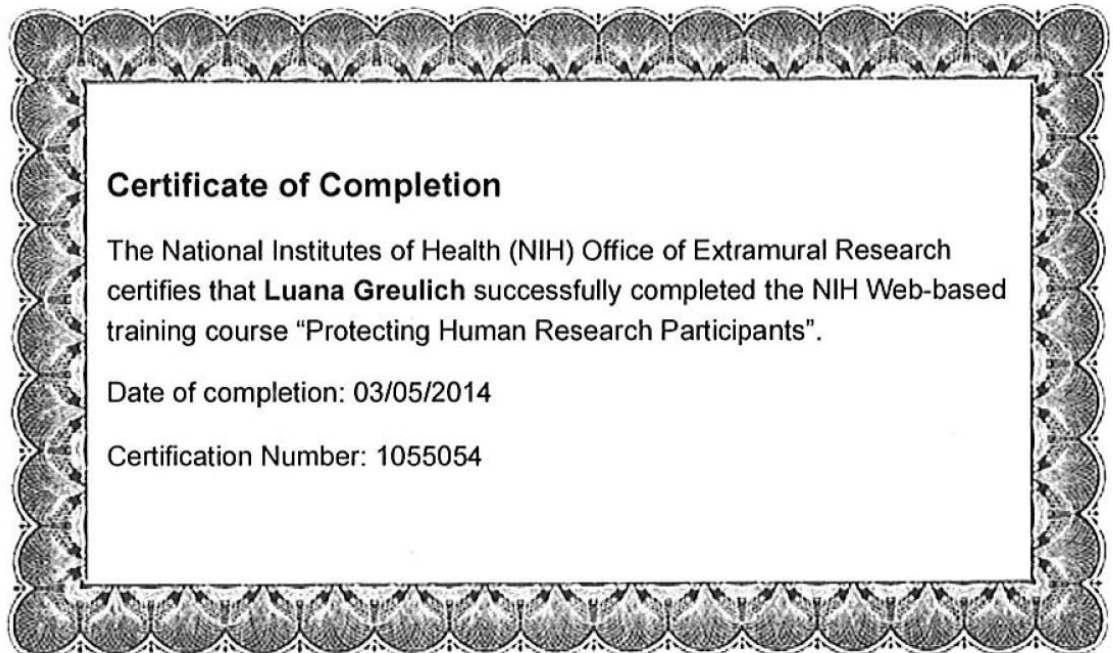 Certificate of Completion
The National Institutes of Health (NIH) Office of Extramural Research
certifies that Luana Greulich successfully completed the NIH Web-based
training course “Protecting Human Research Participants”.
Date of completion: 03/05/2014
Certification Number: 1055054